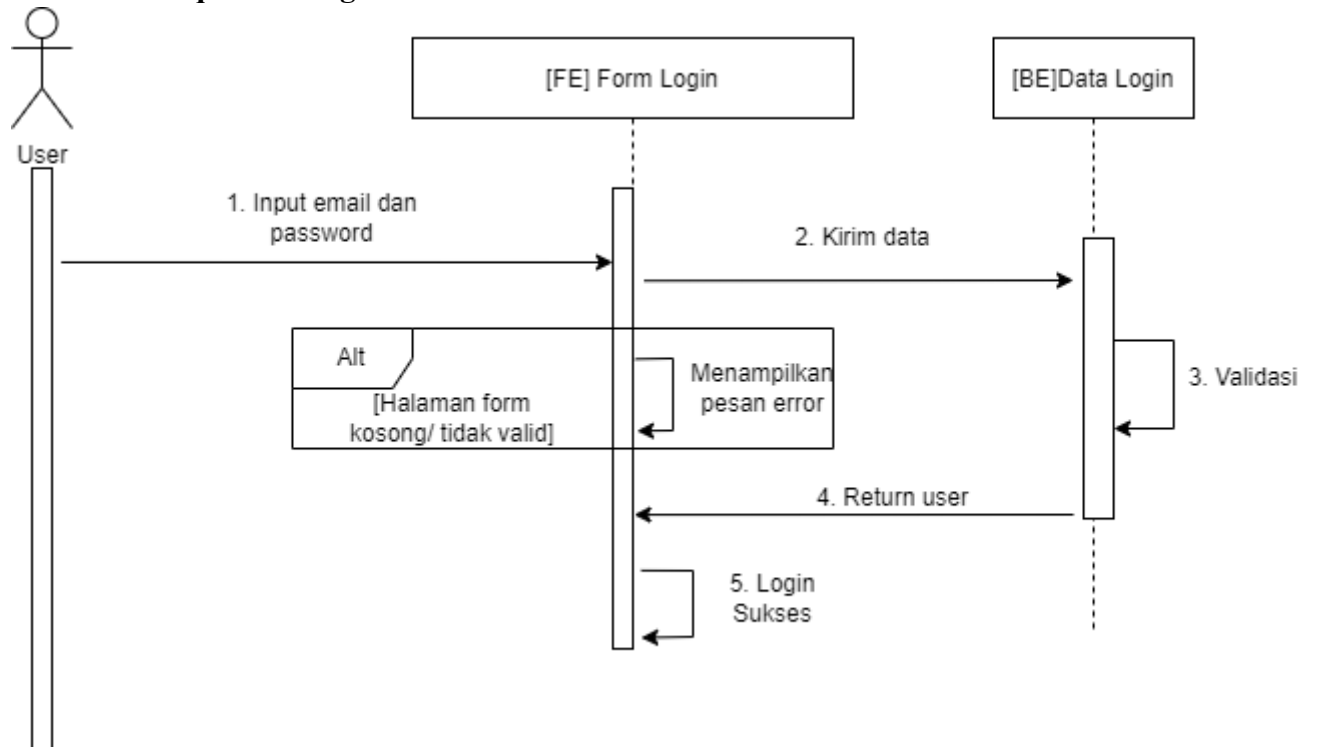 [FE] Form Login
[BE]Data Login
User
1. Input email dan
password
2. Kirim data
Alt
[Halaman form
kosong/ tidak valid]
Menampilkan
pesan error
3. Validasi
4. Return user
5. Login
Sukses